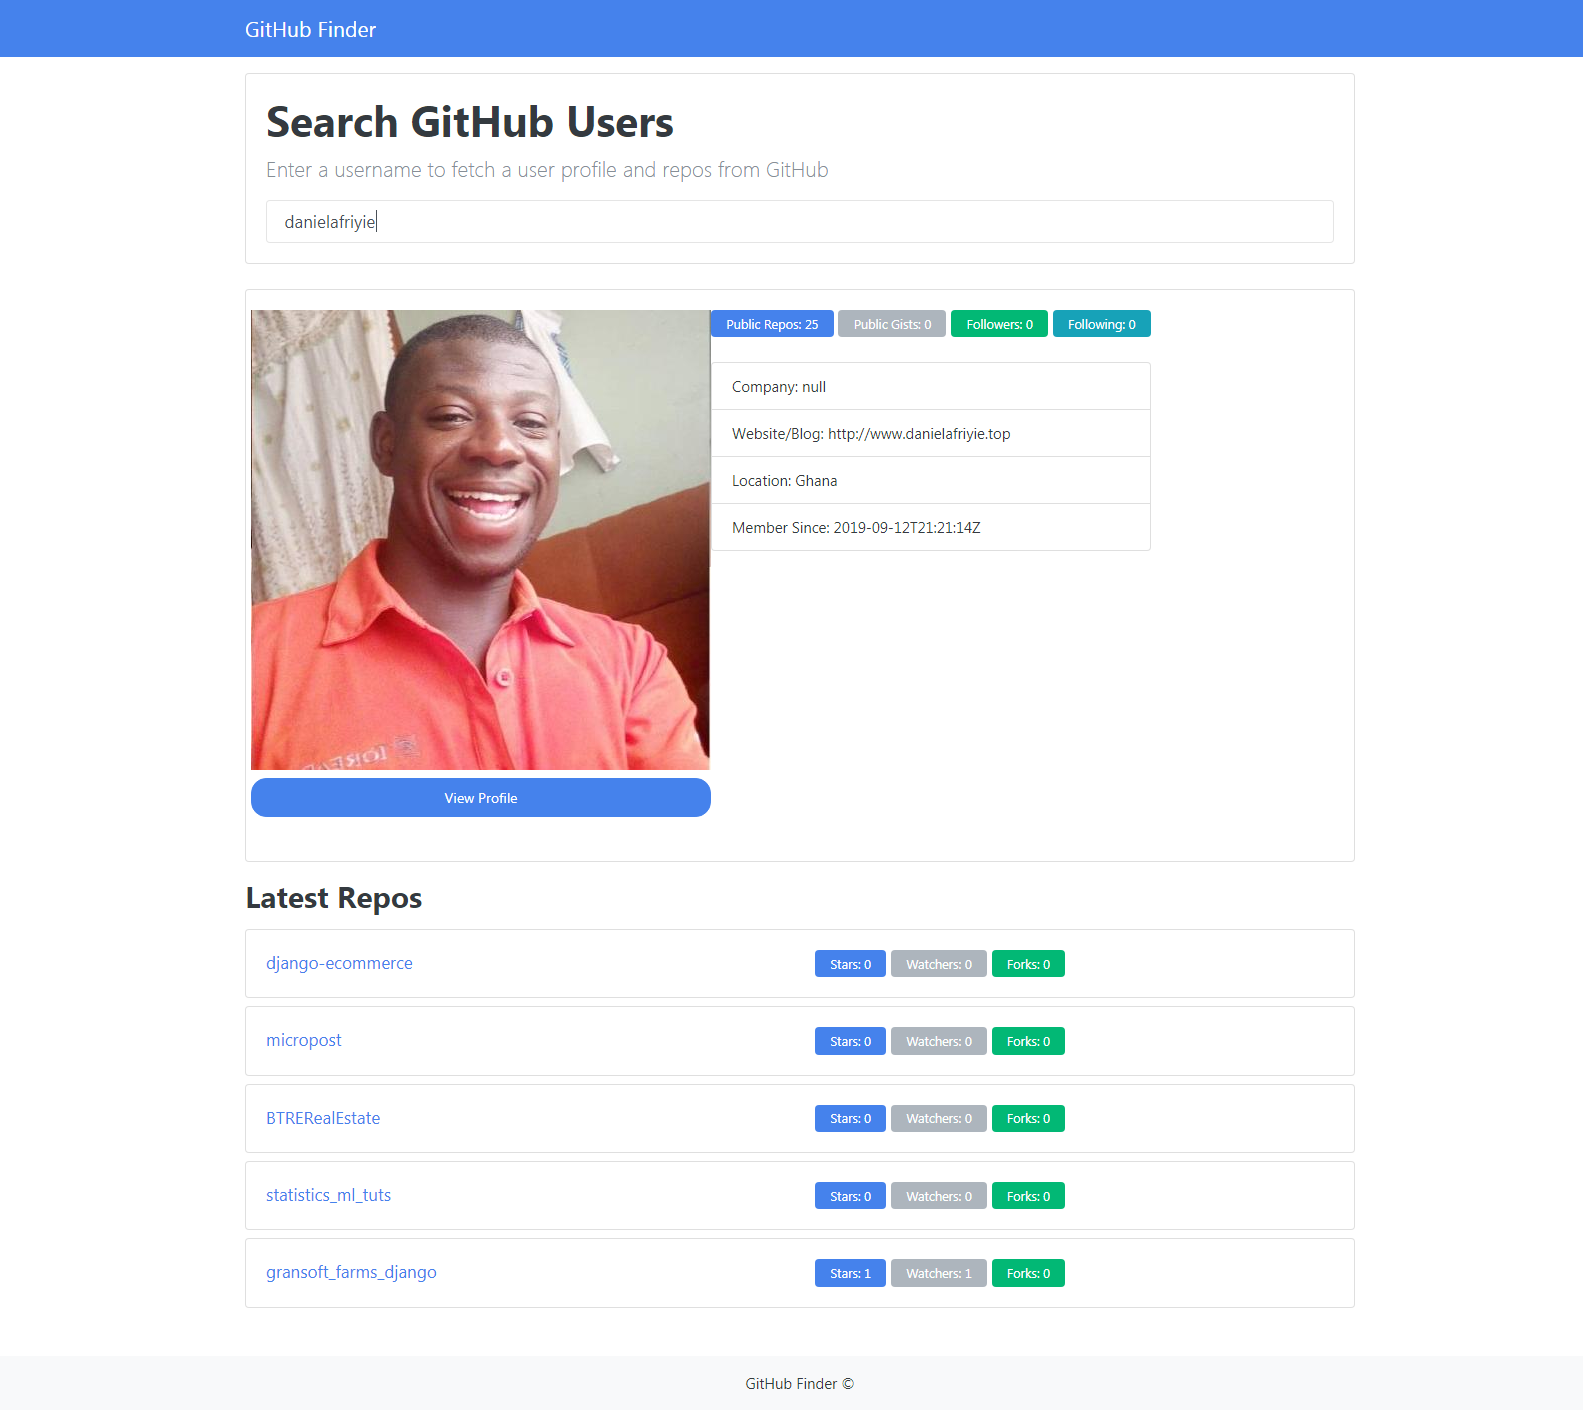 GitHub Finder
Search GitHub Users
Enter a username to fetch a user profile and repos from GitHub
danielafriyie
Public Repos: 25 Public Gists: 0 Followers: 0 Following: 0
Company: null
Website/Blog: http://www.danielafriyie.top
Location: Ghana
Member Since: 2019-09-12T21:21:14Z
View Profile
Latest Repos
django-ecommerce Stars: 0 Watchers: 0 Forks: 0
micropost Stars: 0 Watchers: 0 Forks: 0
BTRERealEstate Stars: 0 Watchers: 0 Forks: 0
statistics_ml_tuts Stars: 0 Watchers: 0 Forks: 0
gransoft_farms_django Stars: 1 Watchers: 1 Forks: 0
GitHub Finder ©